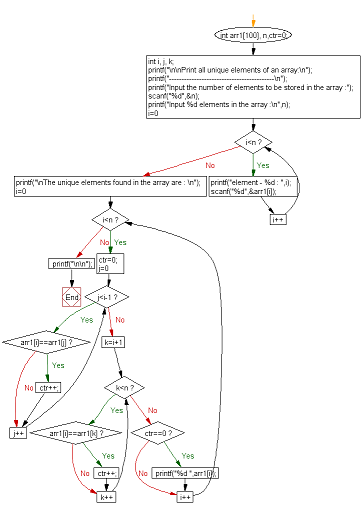 int arr1[100], n,ctr=0
int i, j, k;
printf("\n\nPrint all unique elements of an array:\n");
printf("------------------------------------------\n");
printf("Input the number of elements to be stored in the array :");
scanf("%d",&n);
printf("Input %d elements in the array :\n",n);
i=0
i<n ?
No
Yes
printf("\nThe unique elements found in the array are : \n");
i=0
printf("element - %d : ",i);
scanf("%d",&arr1[i]);
i++
i<n ?
No
Yes
printf("\n\n");
ctr=0;
j=0
End
j<i-1 ?
Yes
No
arr1[i]==arr1[j] ?
k=i+1
Yes
No
ctr++;
k<n ?
Yes
No
j++
arr1[i]==arr1[k] ?
ctr==0 ?
Yes
Yes
No
ctr++;
No
printf("%d ",arr1[i]);
k++
i++